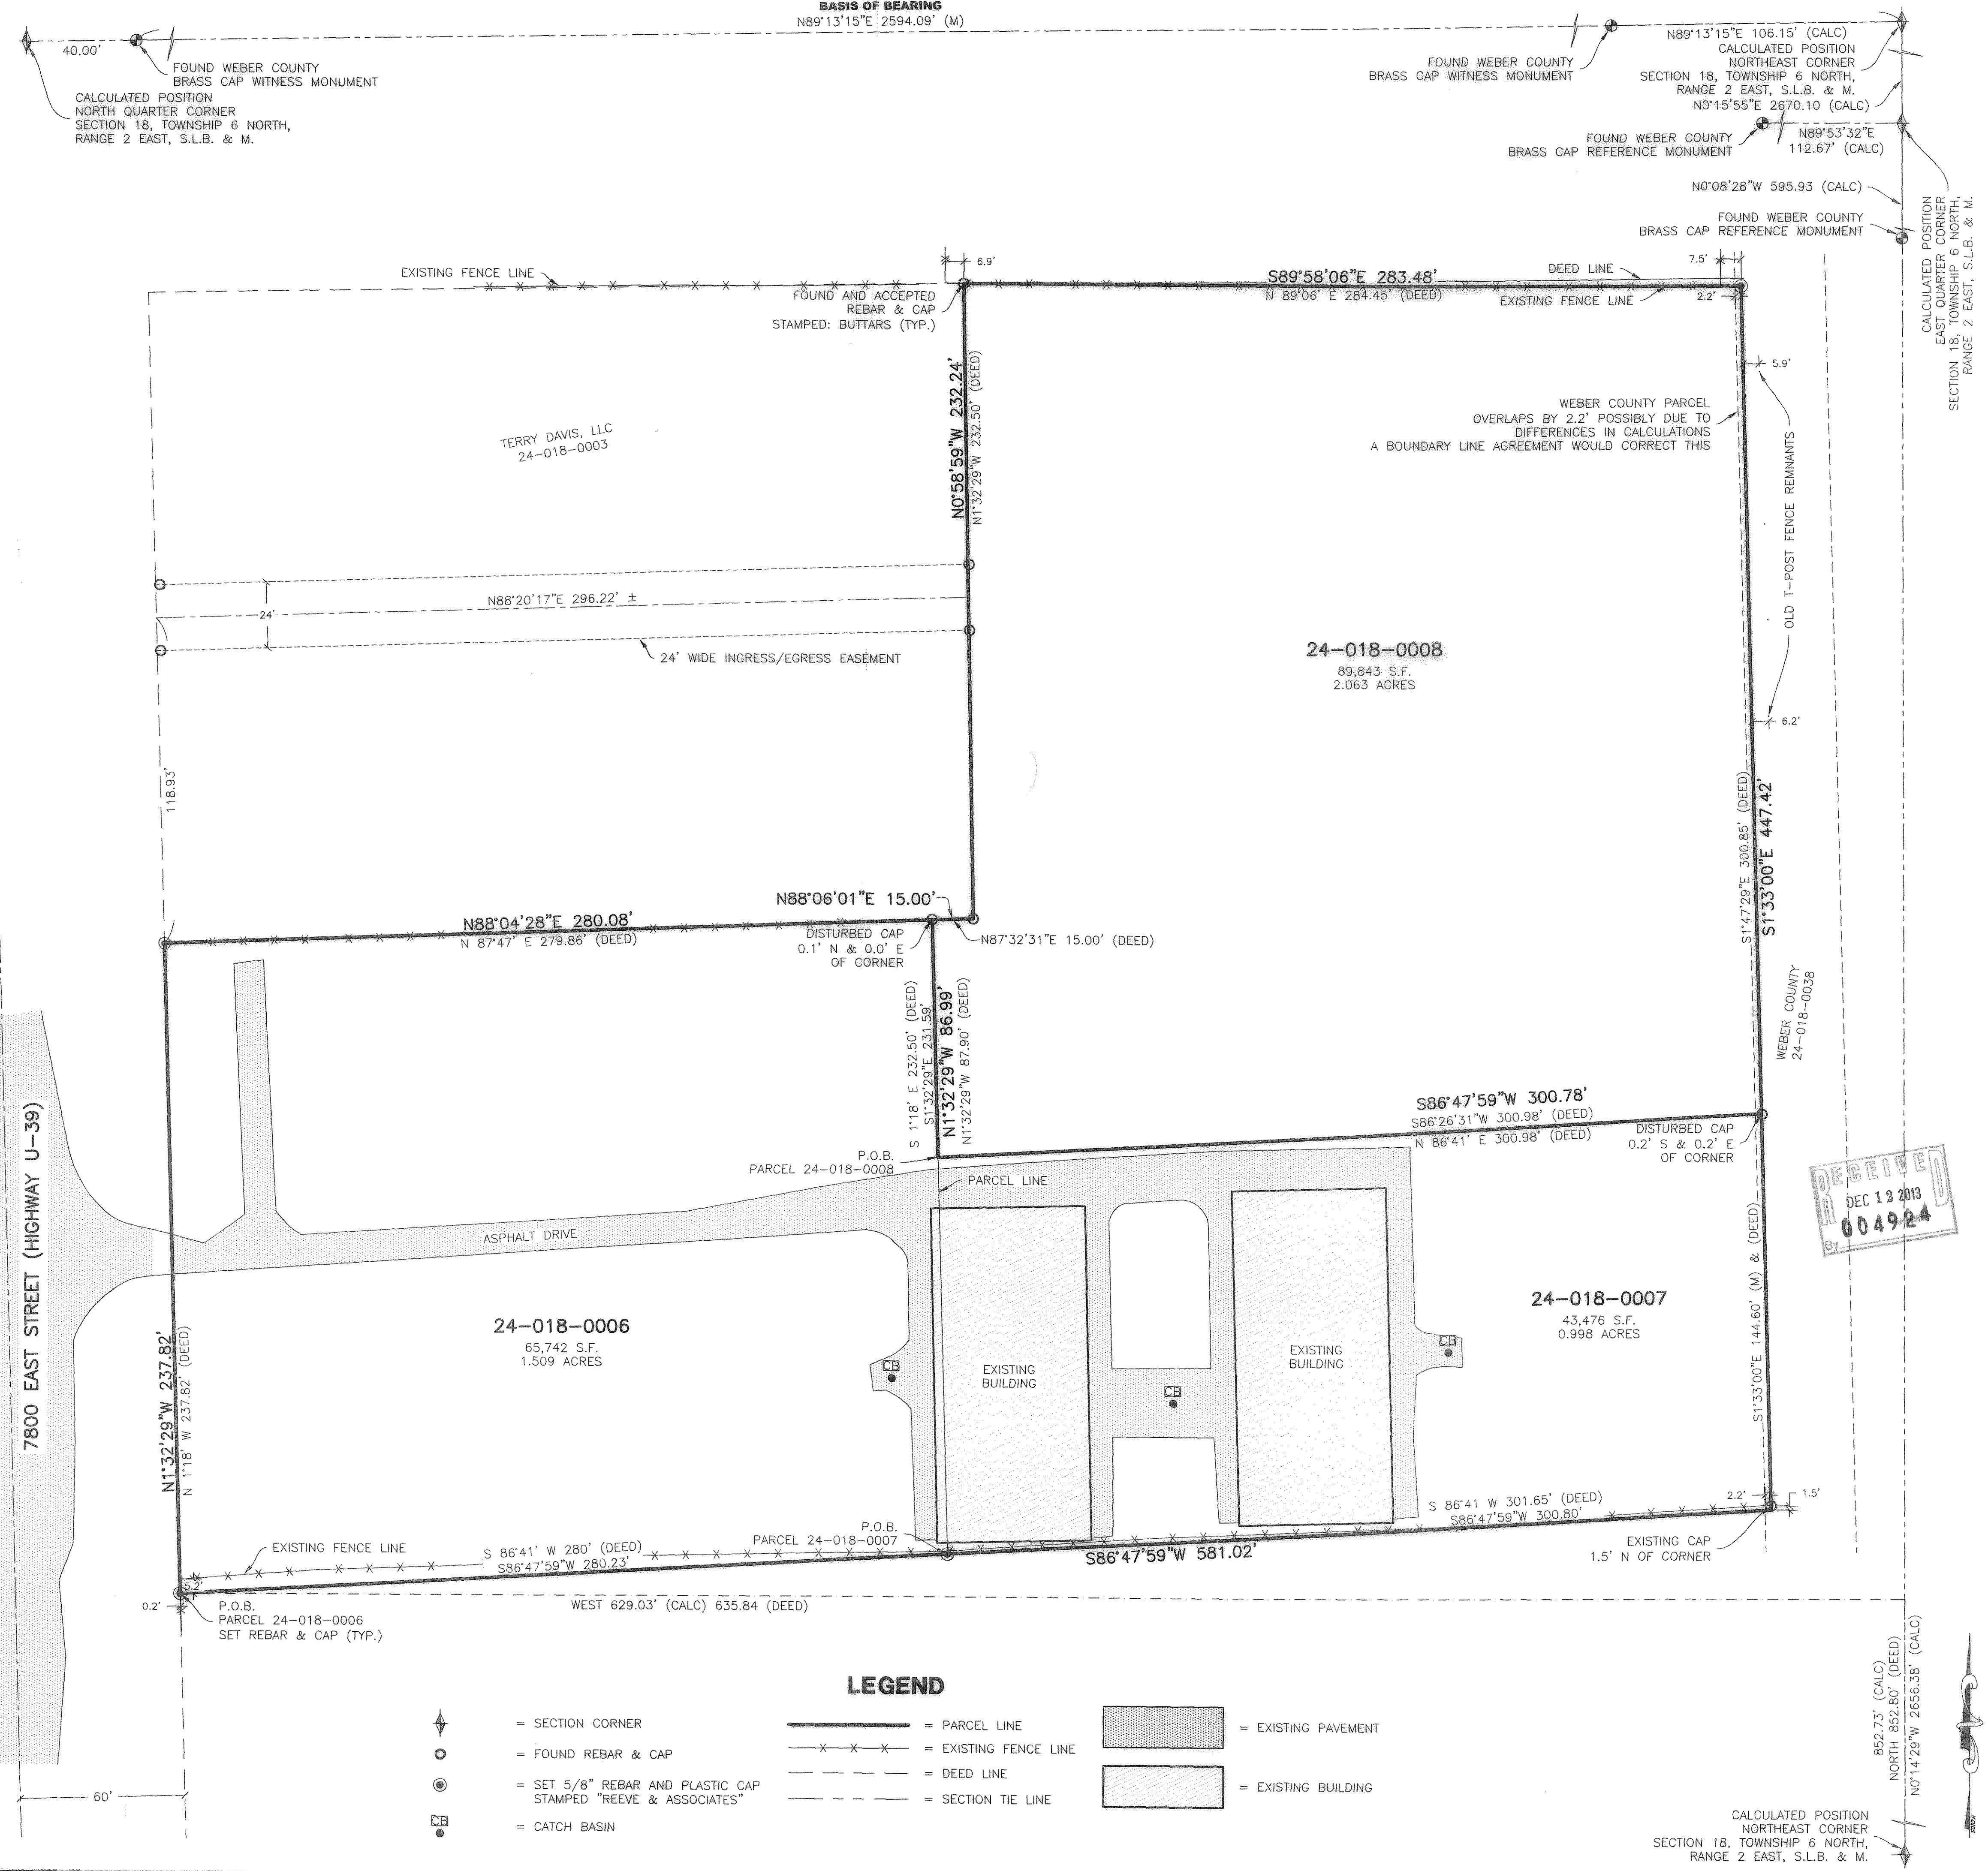 BASIS OF BEARING
N89°13'15"E 2594.09' (M)
40.00'
FOUND WEBER COUNTY
BRASS CAP WITNESS MONUMENT
CALCULATED POSITION
NORTH QUARTER CORNER
SECTION 18, TOWNSHIP 6 NORTH,
RANGE 2 EAST, S.L.B. & M.
FOUND WEBER COUNTY
BRASS CAP WITNESS MONUMENT
N89°13'15"E 106.15' (CALC)
CALCULATED POSITION
NORTHEAST CORNER
SECTION 18, TOWNSHIP 6 NORTH,
RANGE 2 EAST, S.L.B. & M.
N0°15'55"E 2670.10 (CALC)
FOUND WEBER COUNTY
BRASS CAP REFERENCE MONUMENT
N89°53'32"E
112.67' (CALC)
N0°08'28"W 595.93 (CALC)
FOUND WEBER COUNTY
BRASS CAP REFERENCE MONUMENT
CALCULATED POSITION
EAST QUARTER CORNER
SECTION 18, TOWNSHIP 6 NORTH,
RANGE 2 EAST, S.L.B. & M.
EXISTING FENCE LINE
6.9'
FOUND AND ACCEPTED
REBAR & CAP
STAMPED: BUTTARS (TYP.)
S89°58'06"E 283.48'
N 89°06' E 284.45' (DEED)
DEED LINE
EXISTING FENCE LINE
7.5'
2.2'
5.9'
WEBER COUNTY PARCEL
OVERLAPS BY 2.2' POSSIBLY DUE TO
DIFFERENCES IN CALCULATIONS
A BOUNDARY LINE AGREEMENT WOULD CORRECT THIS
OLD T-POST FENCE REMNANTS
6.2'
TERRY DAVIS, LLC
24-018-0003
N0°58'59"W 232.24'
N1°32'29"W 232.50' (DEED)
24'
N88°20'17"E 296.22' ±
24' WIDE INGRESS/EGRESS EASEMENT
24-018-0008
89,843 S.F.
2.063 ACRES
118.93'
S1°47'29"E 300.85' (DEED)
S1°33'00"E 447.42'
N88°06'01"E 15.00'
N88°04'28"E 280.08'
N 87°47' E 279.86' (DEED)
DISTURBED CAP
0.1' N & 0.0' E
OF CORNER
N87°32'31"E 15.00' (DEED)
S 1°18' E 232.50' (DEED)
S1°32'29"E 231.59'
N1°32'29"W 86.99'
N1°32'29"W 87.90' (DEED)
WEBER COUNTY
24-018-0038
S86°47'59"W 300.78'
S86°26'31"W 300.98' (DEED)
N 86°41' E 300.98' (DEED)
DISTURBED CAP
0.2' S & 0.2' E
OF CORNER
P.O.B.
PARCEL 24-018-0008
PARCEL LINE
RECEIVED
DEC 12 2013
By 004924
7800 EAST STREET (HIGHWAY U-39)
ASPHALT DRIVE
24-018-0006
65,742 S.F.
1.509 ACRES
CB
EXISTING
BUILDING
CB
EXISTING
BUILDING
CB
24-018-0007
43,476 S.F.
0.998 ACRES
S1°33'00"E 144.60' (M) & (DEED)
N1°32'29"W 237.82'
N 1°18' W 237.82' (DEED)
EXISTING FENCE LINE
S 86°41' W 280' (DEED)
S86°47'59"W 280.23'
P.O.B.
PARCEL 24-018-0007
S86°47'59"W 581.02'
S 86°41 W 301.65' (DEED)
S86°47'59"W 300.80'
2.2'
1.5'
EXISTING CAP
1.5' N OF CORNER
5.2'
0.2'
P.O.B.
PARCEL 24-018-0006
SET REBAR & CAP (TYP.)
WEST 629.03' (CALC) 635.84 (DEED)
60'
852.73' (CALC)
NORTH 852.80' (DEED)
N0°14'29"W 2656.38' (CALC)
LEGEND
= SECTION CORNER
= FOUND REBAR & CAP
= SET 5/8" REBAR AND PLASTIC CAP
STAMPED "REEVE & ASSOCIATES"
CB = CATCH BASIN
= PARCEL LINE
= EXISTING FENCE LINE
= DEED LINE
= SECTION TIE LINE
= EXISTING PAVEMENT
= EXISTING BUILDING
CALCULATED POSITION
NORTHEAST CORNER
SECTION 18, TOWNSHIP 6 NORTH,
RANGE 2 EAST, S.L.B. & M.
NORTH